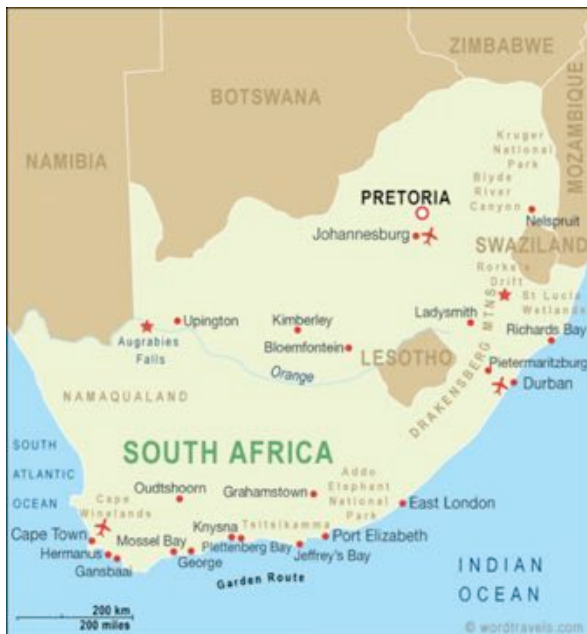 ZIMBABWE
BOTSWANA
MOZAMBIQUE
NAMIBIA
Kruger
National
Park
Blyde
River
Canyon
PRETORIA
Nelspruit
Johannesburg
SWAZILAND
Rorke's
Drift
St Lucia
Wetlands
Upington
Kimberley
Ladysmith
Richards Bay
Augrabies
Falls
Bloemfontein
LESOTHO
DRAKENSBERG MTNS
Pietermaritzburg
Orange
Durban
NAMAQUALAND
SOUTH AFRICA
SOUTH
ATLANTIC
OCEAN
Oudtshoorn
Grahamstown
Addo
Elephant
National
Park
Cape
Winelands
East London
Cape Town
Knysna
Tsitsikamma
Mossel Bay
Plettenberg Bay
Port Elizabeth
Hermanus
George
Jeffrey's Bay
Gansbaai
Garden Route
INDIAN
OCEAN
200 km
200 miles
© wordtravels.com